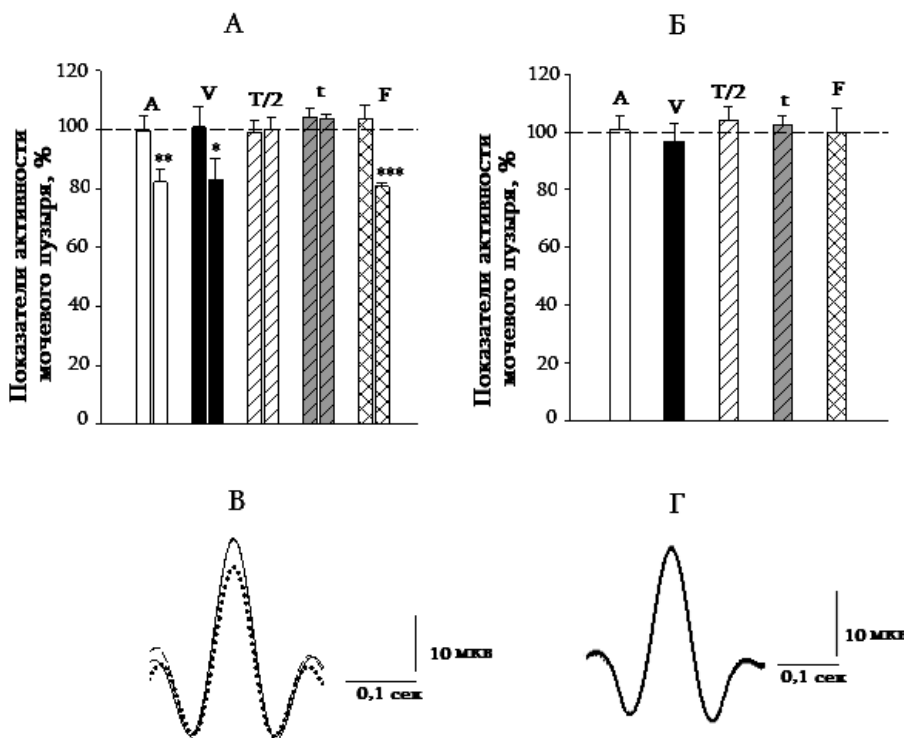 А
Показатели активности
мочевого пузыря, %
120
100
80
60
40
20
0
A
**
V
*
T/2
t
F
***
Б
Показатели активности
мочевого пузыря, %
120
100
80
60
40
20
0
A
V
T/2
t
F
В
10 мкв
0,1 сек
Г
10 мкв
0,1 сек